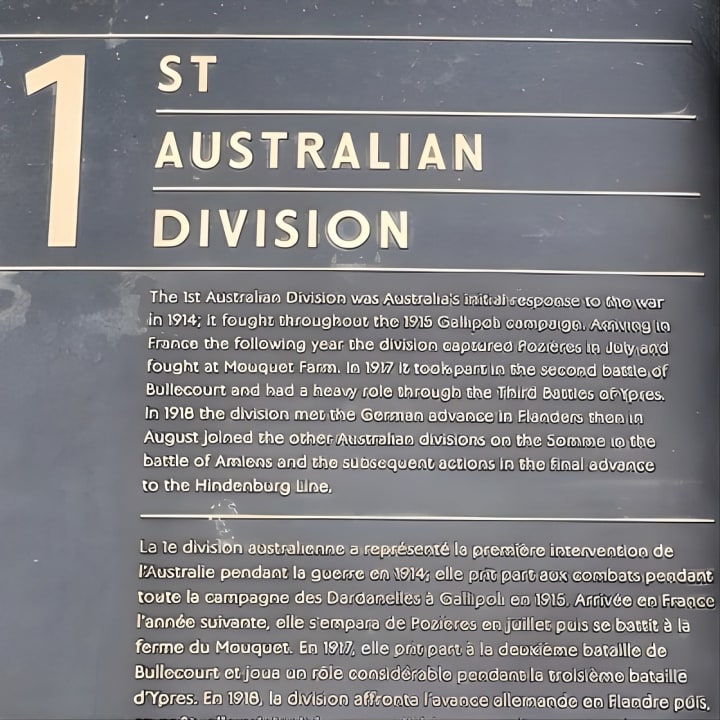 1
ST
AUSTRALIAN
DIVISION
The 1st Australian Division was Australia's initial response to the war
in 1914; it fought throughout the 1915 Gallipoli campaign. Arriving in
France the following year the division captured Pozières in July and
fought at Mouquet Farm. In 1917 it took part in the second battle of
Bullecourt and had a heavy role through the Third Battles of Ypres.
In 1918 the division met the German advance in Flanders then in
August joined the other Australian divisions on the Somme in the
battle of Amiens and the subsequent actions in the final advance
to the Hindenburg Line.
La 1e division australienne a représenté la première intervention de
l'Australie pendant la guerre en 1914; elle prit part aux combats pendant
toute la campagne des Dardanelles à Gallipoli en 1915. Arrivée en France
l'année suivante, elle s'empara de Pozières en juillet puis se battit à la
ferme du Mouquet. En 1917, elle prit part à la deuxième bataille de
Bullecourt et joua un rôle considérable pendant la troisième bataille
d'Ypres. En 1918, la division affronta l'avance allemande en Flandre puis,